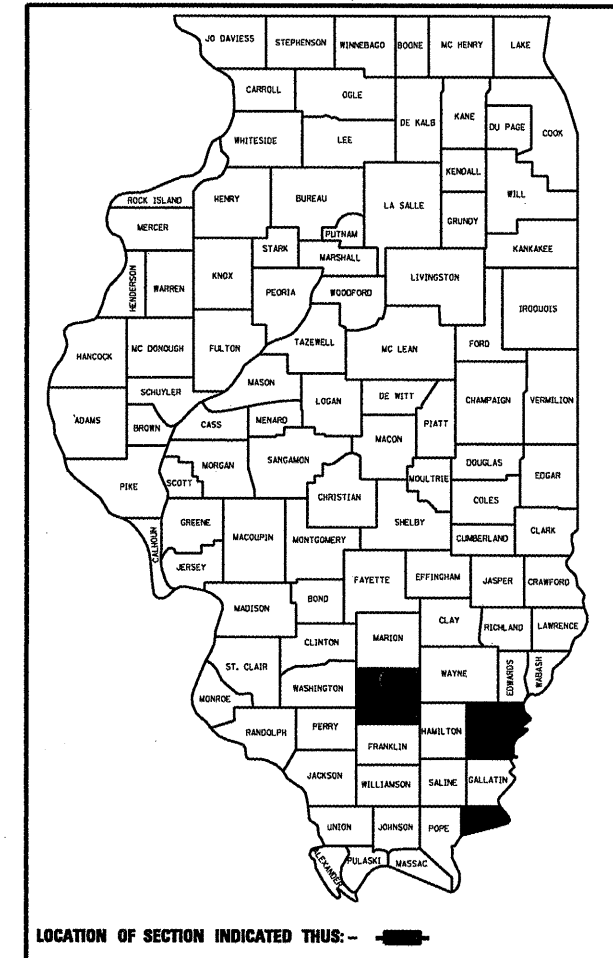 JO DAVIESS STEPHENSON WINNEBAGO BOONE MC HENRY LAKE
CARROLL OGLE DE KALB KANE DU PAGE COOK
WHITESIDE LEE KENDALL WILL
ROCK ISLAND HENRY BUREAU LA SALLE GRUNDY
MERCER PUTNAM
STARK MARSHALL KANKAKEE
HENDERSON WARREN KNOX PEORIA WOODFORD LIVINGSTON IROQUOIS
HANCOCK MC DONOUGH FULTON TAZEWELL MC LEAN FORD
SCHUYLER MASON LOGAN DE WITT CHAMPAIGN VERMILION
ADAMS BROWN CASS MENARD MACON PIATT
PIKE SCOTT MORGAN SANGAMON CHRISTIAN MOULTRIE DOUGLAS EDGAR
COLES
CALHOUN GREENE MACOUPIN MONTGOMERY SHELBY CUMBERLAND CLARK
JERSEY FAYETTE EFFINGHAM JASPER CRAWFORD
MADISON BOND
CLINTON MARION CLAY RICHLAND LAWRENCE
ST. CLAIR WAYNE EDWARDS WABASH
MONROE WASHINGTON
RANDOLPH PERRY FRANKLIN HAMILTON
JACKSON WILLIAMSON SALINE GALLATIN
UNION JOHNSON POPE
ALEXANDER PULASKI MASSAC
LOCATION OF SECTION INDICATED THUS:-